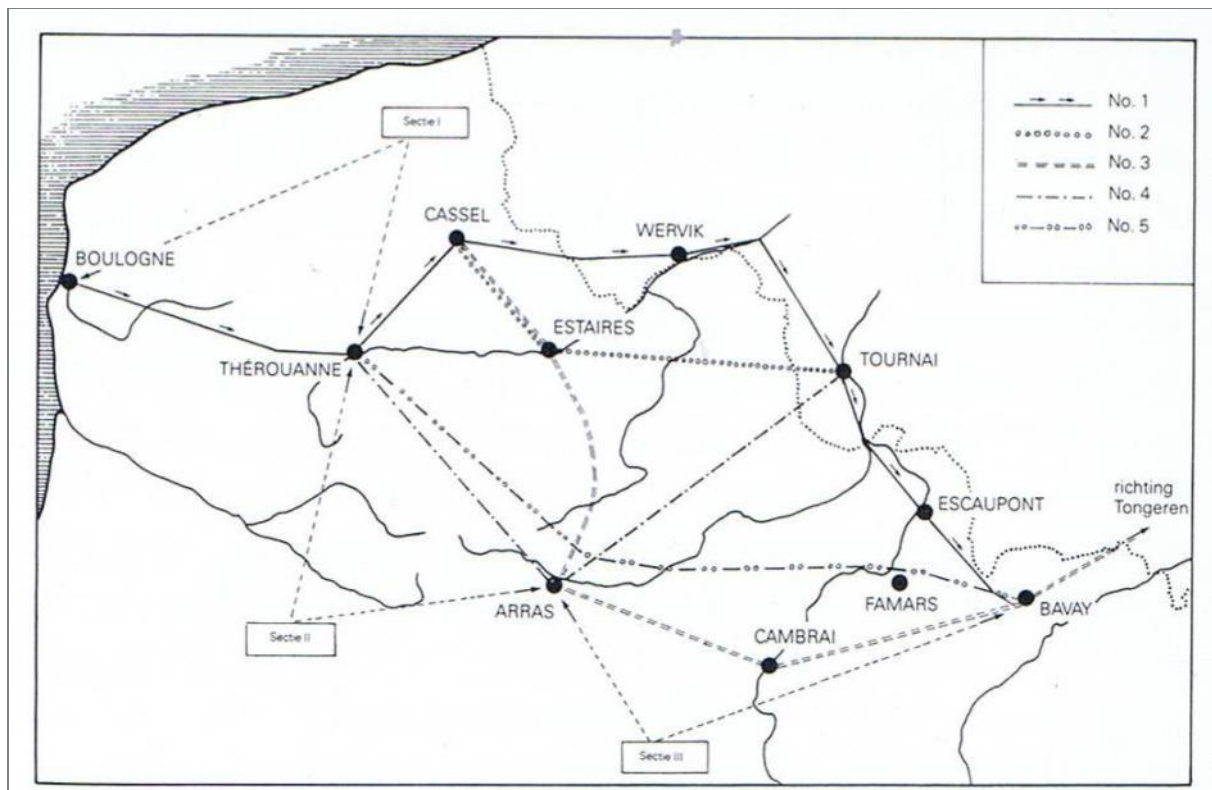 No. 1
No. 2
No. 3
No. 4
No. 5
Sectie I
CASSEL
WERVIK
BOULOGNE
ESTAIRES
THÉROUANNE
TOURNAI
ESCAUPONT
richting
Tongeren
ARRAS
FAMARS
BAVAY
Sectie II
CAMBRAI
Sectie III